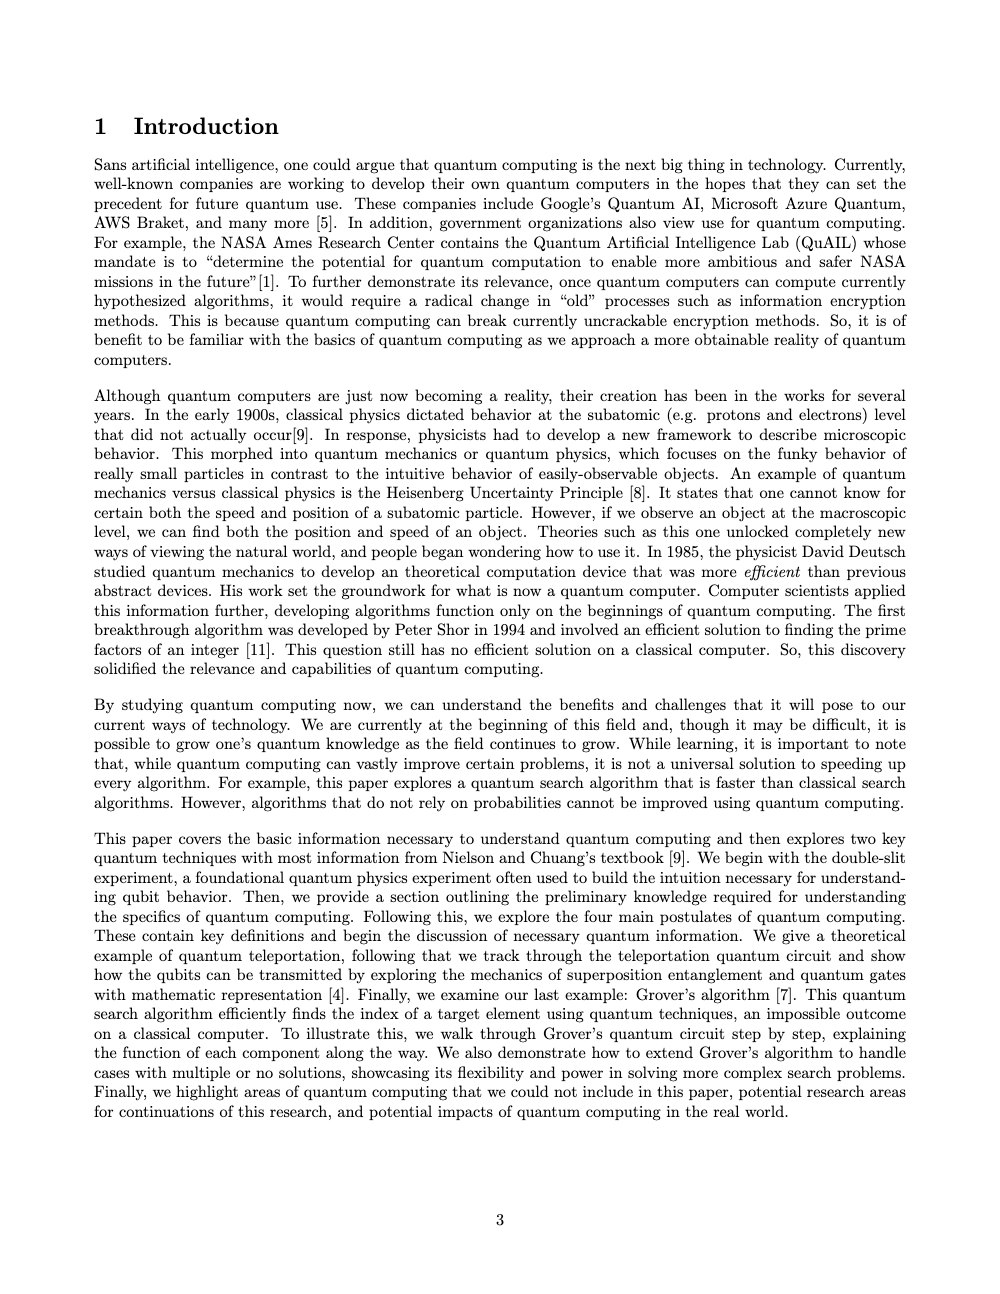 1 Introduction
Sans artificial intelligence, one could argue that quantum computing is the next big thing in technology. Currently,
well-known companies are working to develop their own quantum computers in the hopes that they can set the
precedent for future quantum use. These companies include Google's Quantum AI, Microsoft Azure Quantum,
AWS Braket, and many more [5]. In addition, government organizations also view use for quantum computing.
For example, the NASA Ames Research Center contains the Quantum Artificial Intelligence Lab (QuAIL) whose
mandate is to “determine the potential for quantum computation to enable more ambitious and safer NASA
missions in the future”[1]. To further demonstrate its relevance, once quantum computers can compute currently
hypothesized algorithms, it would require a radical change in “old” processes such as information encryption
methods. This is because quantum computing can break currently uncrackable encryption methods. So, it is of
benefit to be familiar with the basics of quantum computing as we approach a more obtainable reality of quantum
computers.
Although quantum computers are just now becoming a reality, their creation has been in the works for several
years. In the early 1900s, classical physics dictated behavior at the subatomic (e.g. protons and electrons) level
that did not actually occur[9]. In response, physicists had to develop a new framework to describe microscopic
behavior. This morphed into quantum mechanics or quantum physics, which focuses on the funky behavior of
really small particles in contrast to the intuitive behavior of easily-observable objects. An example of quantum
mechanics versus classical physics is the Heisenberg Uncertainty Principle [8]. It states that one cannot know for
certain both the speed and position of a subatomic particle. However, if we observe an object at the macroscopic
level, we can find both the position and speed of an object. Theories such as this one unlocked completely new
ways of viewing the natural world, and people began wondering how to use it. In 1985, the physicist David Deutsch
studied quantum mechanics to develop an theoretical computation device that was more efficient than previous
abstract devices. His work set the groundwork for what is now a quantum computer. Computer scientists applied
this information further, developing algorithms function only on the beginnings of quantum computing. The first
breakthrough algorithm was developed by Peter Shor in 1994 and involved an efficient solution to finding the prime
factors of an integer [11]. This question still has no efficient solution on a classical computer. So, this discovery
solidified the relevance and capabilities of quantum computing.
By studying quantum computing now, we can understand the benefits and challenges that it will pose to our
current ways of technology. We are currently at the beginning of this field and, though it may be difficult, it is
possible to grow one's quantum knowledge as the field continues to grow. While learning, it is important to note
that, while quantum computing can vastly improve certain problems, it is not a universal solution to speeding up
every algorithm. For example, this paper explores a quantum search algorithm that is faster than classical search
algorithms. However, algorithms that do not rely on probabilities cannot be improved using quantum computing.
This paper covers the basic information necessary to understand quantum computing and then explores two key
quantum techniques with most information from Nielson and Chuang's textbook [9]. We begin with the double-slit
experiment, a foundational quantum physics experiment often used to build the intuition necessary for understand-
ing qubit behavior. Then, we provide a section outlining the preliminary knowledge required for understanding
the specifics of quantum computing. Following this, we explore the four main postulates of quantum computing.
These contain key definitions and begin the discussion of necessary quantum information. We give a theoretical
example of quantum teleportation, following that we track through the teleportation quantum circuit and show
how the qubits can be transmitted by exploring the mechanics of superposition entanglement and quantum gates
with mathematic representation [4]. Finally, we examine our last example: Grover's algorithm [7]. This quantum
search algorithm efficiently finds the index of a target element using quantum techniques, an impossible outcome
on a classical computer. To illustrate this, we walk through Grover's quantum circuit step by step, explaining
the function of each component along the way. We also demonstrate how to extend Grover's algorithm to handle
cases with multiple or no solutions, showcasing its flexibility and power in solving more complex search problems.
Finally, we highlight areas of quantum computing that we could not include in this paper, potential research areas
for continuations of this research, and potential impacts of quantum computing in the real world.
3